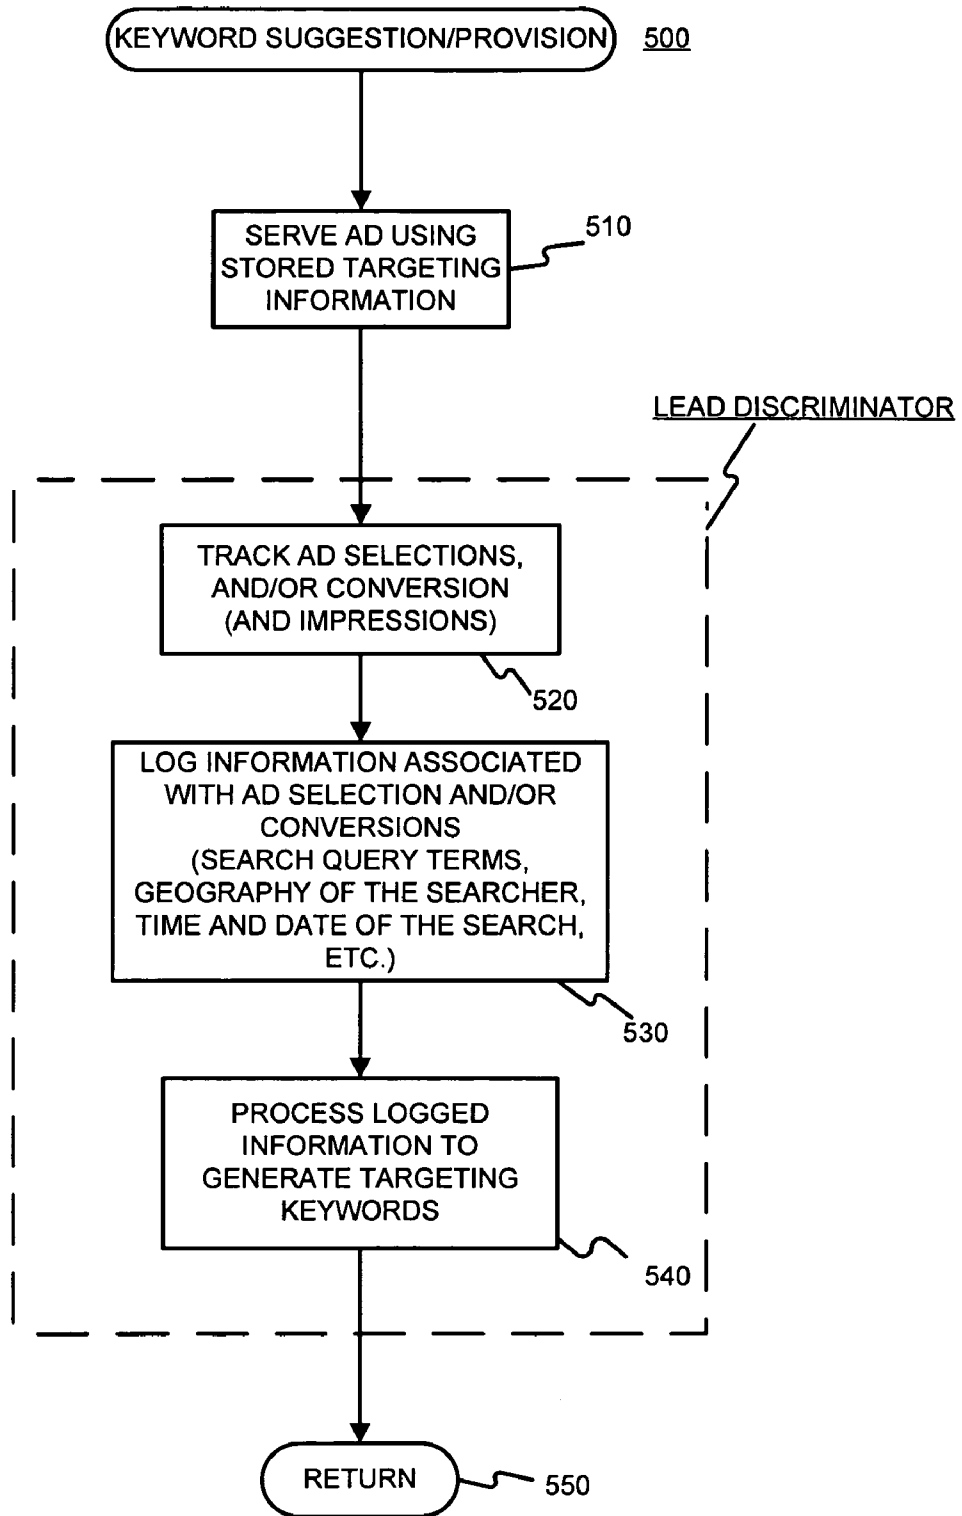 KEYWORD SUGGESTION/PROVISION 500
SERVE AD USING
STORED TARGETING
INFORMATION
510
LEAD DISCRIMINATOR
TRACK AD SELECTIONS,
AND/OR CONVERSION
(AND IMPRESSIONS)
520
LOG INFORMATION ASSOCIATED
WITH AD SELECTION AND/OR
CONVERSIONS
(SEARCH QUERY TERMS,
GEOGRAPHY OF THE SEARCHER,
TIME AND DATE OF THE SEARCH,
ETC.)
530
PROCESS LOGGED
INFORMATION TO
GENERATE TARGETING
KEYWORDS
540
RETURN
550